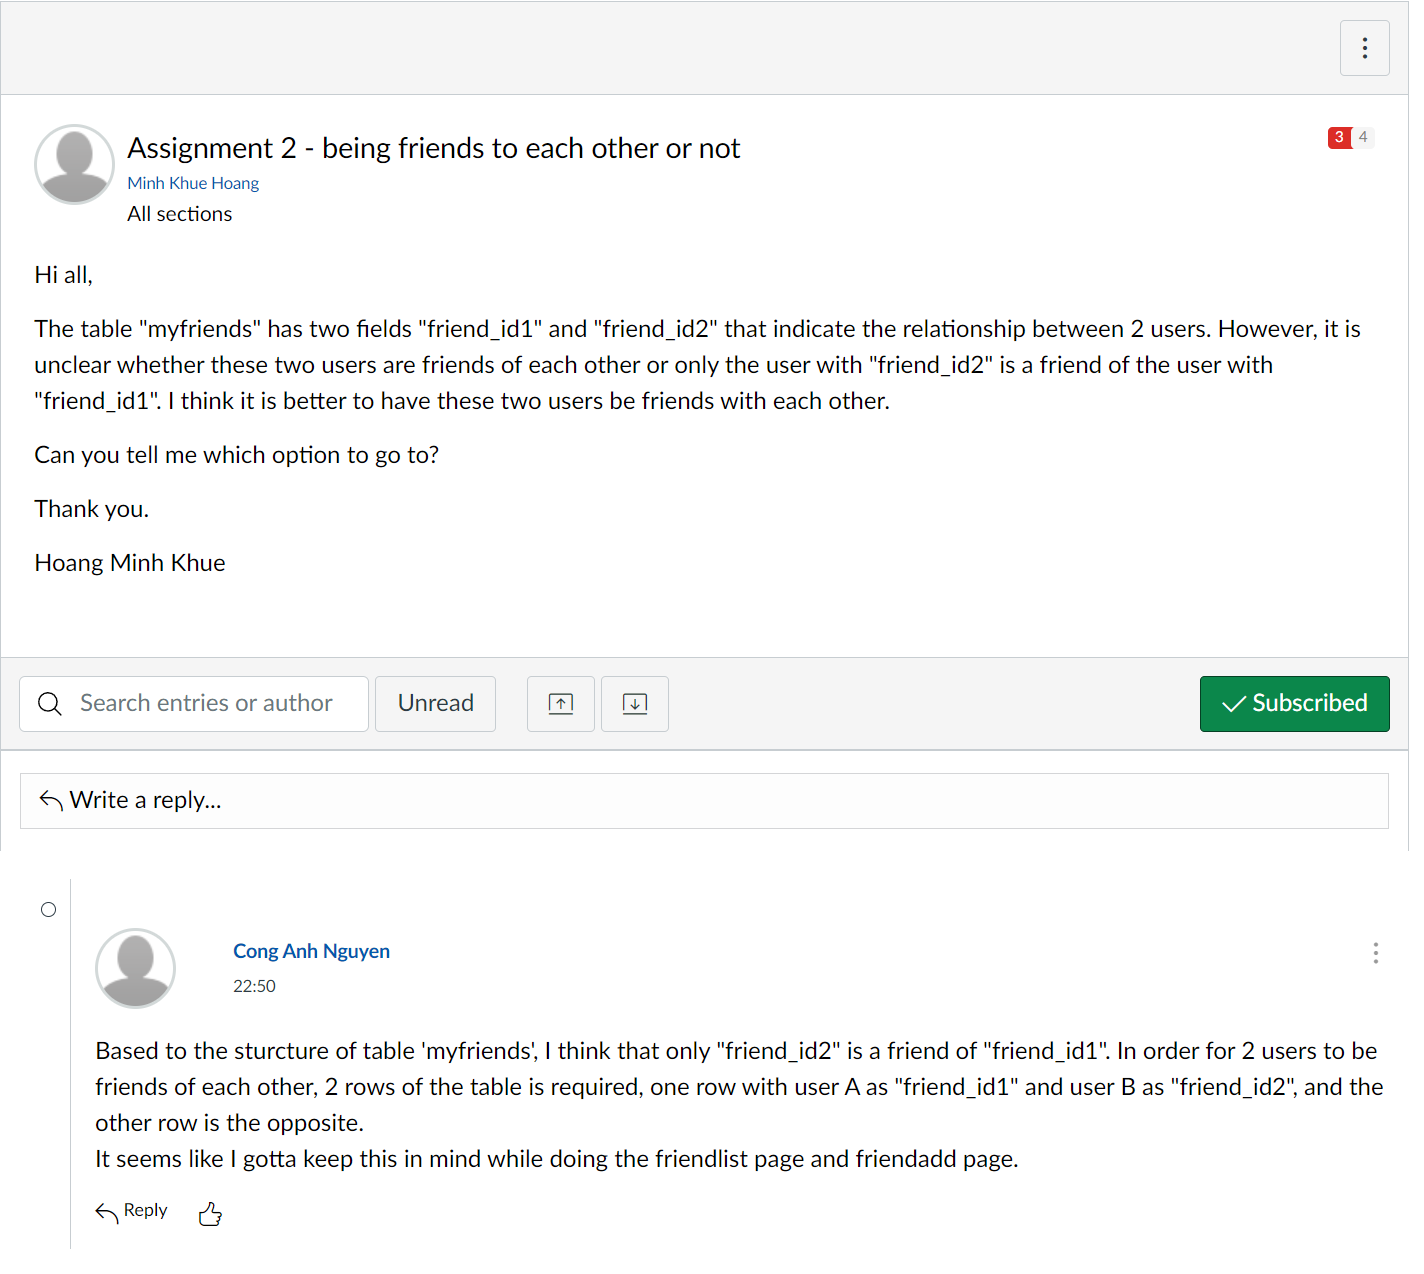 Assignment 2 - being friends to each other or not
3 4
Minh Khue Hoang
All sections
Hi all,
The table "myfriends" has two fields "friend_id1" and "friend_id2" that indicate the relationship between 2 users. However, it is
unclear whether these two users are friends of each other or only the user with "friend_id2" is a friend of the user with
"friend_id1". I think it is better to have these two users be friends with each other.
Can you tell me which option to go to?
Thank you.
Hoang Minh Khue
Search entries or author Unread Subscribed
Write a reply...
Cong Anh Nguyen
22:50
Based to the sturcture of table 'myfriends', I think that only "friend_id2" is a friend of "friend_id1". In order for 2 users to be
friends of each other, 2 rows of the table is required, one row with user A as "friend_id1" and user B as "friend_id2", and the
other row is the opposite.
It seems like I gotta keep this in mind while doing the friendlist page and friendadd page.
Reply